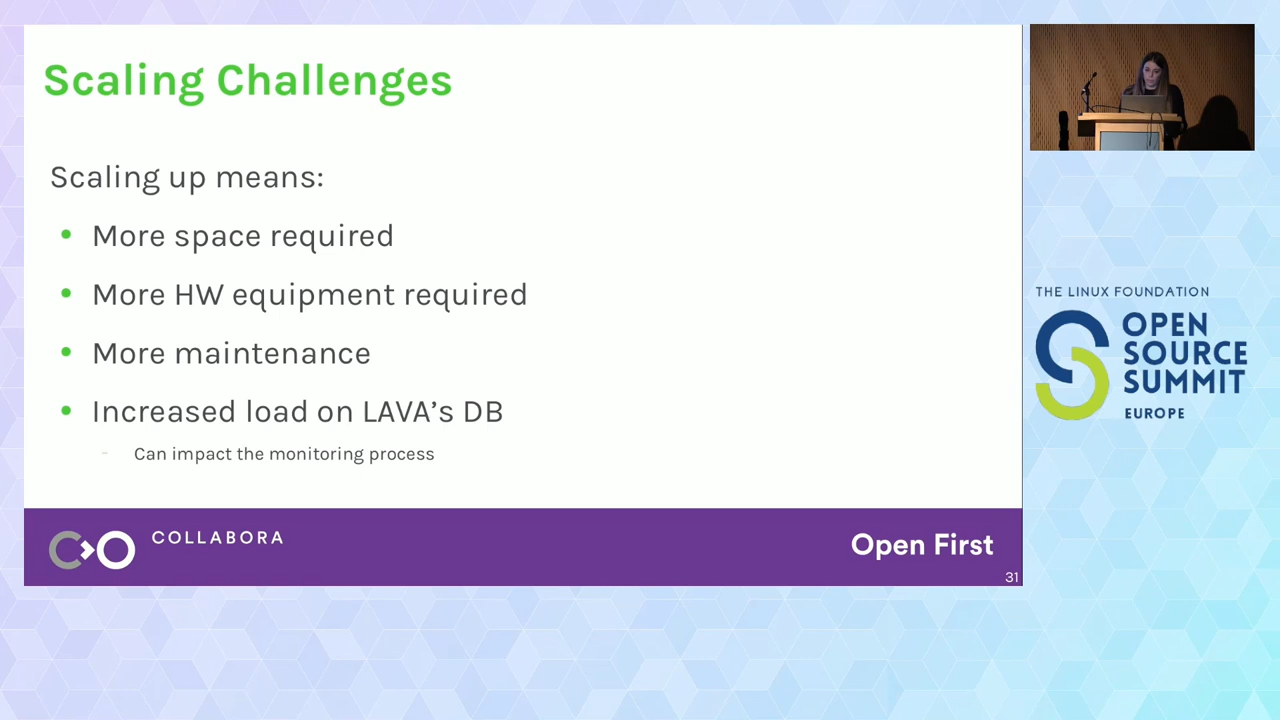 Scaling Challenges
Scaling up means:
• More space required
• More HW equipment required
• More maintenance
• Increased load on LAVA's DB
- Can impact the monitoring process
COLLABORA
Open First
31
THE LINUX FOUNDATION
OPEN
SOURCE
SUMMIT
EUROPE